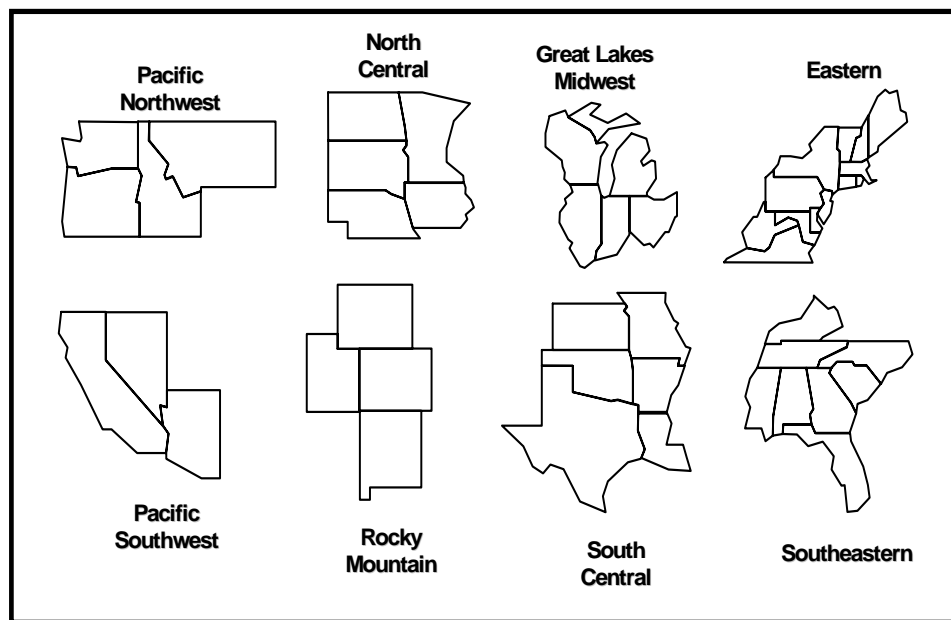 Pacific
Northwest
North
Central
Great Lakes
Midwest
Eastern
Pacific
Southwest
Rocky
Mountain
South
Central
Southeastern